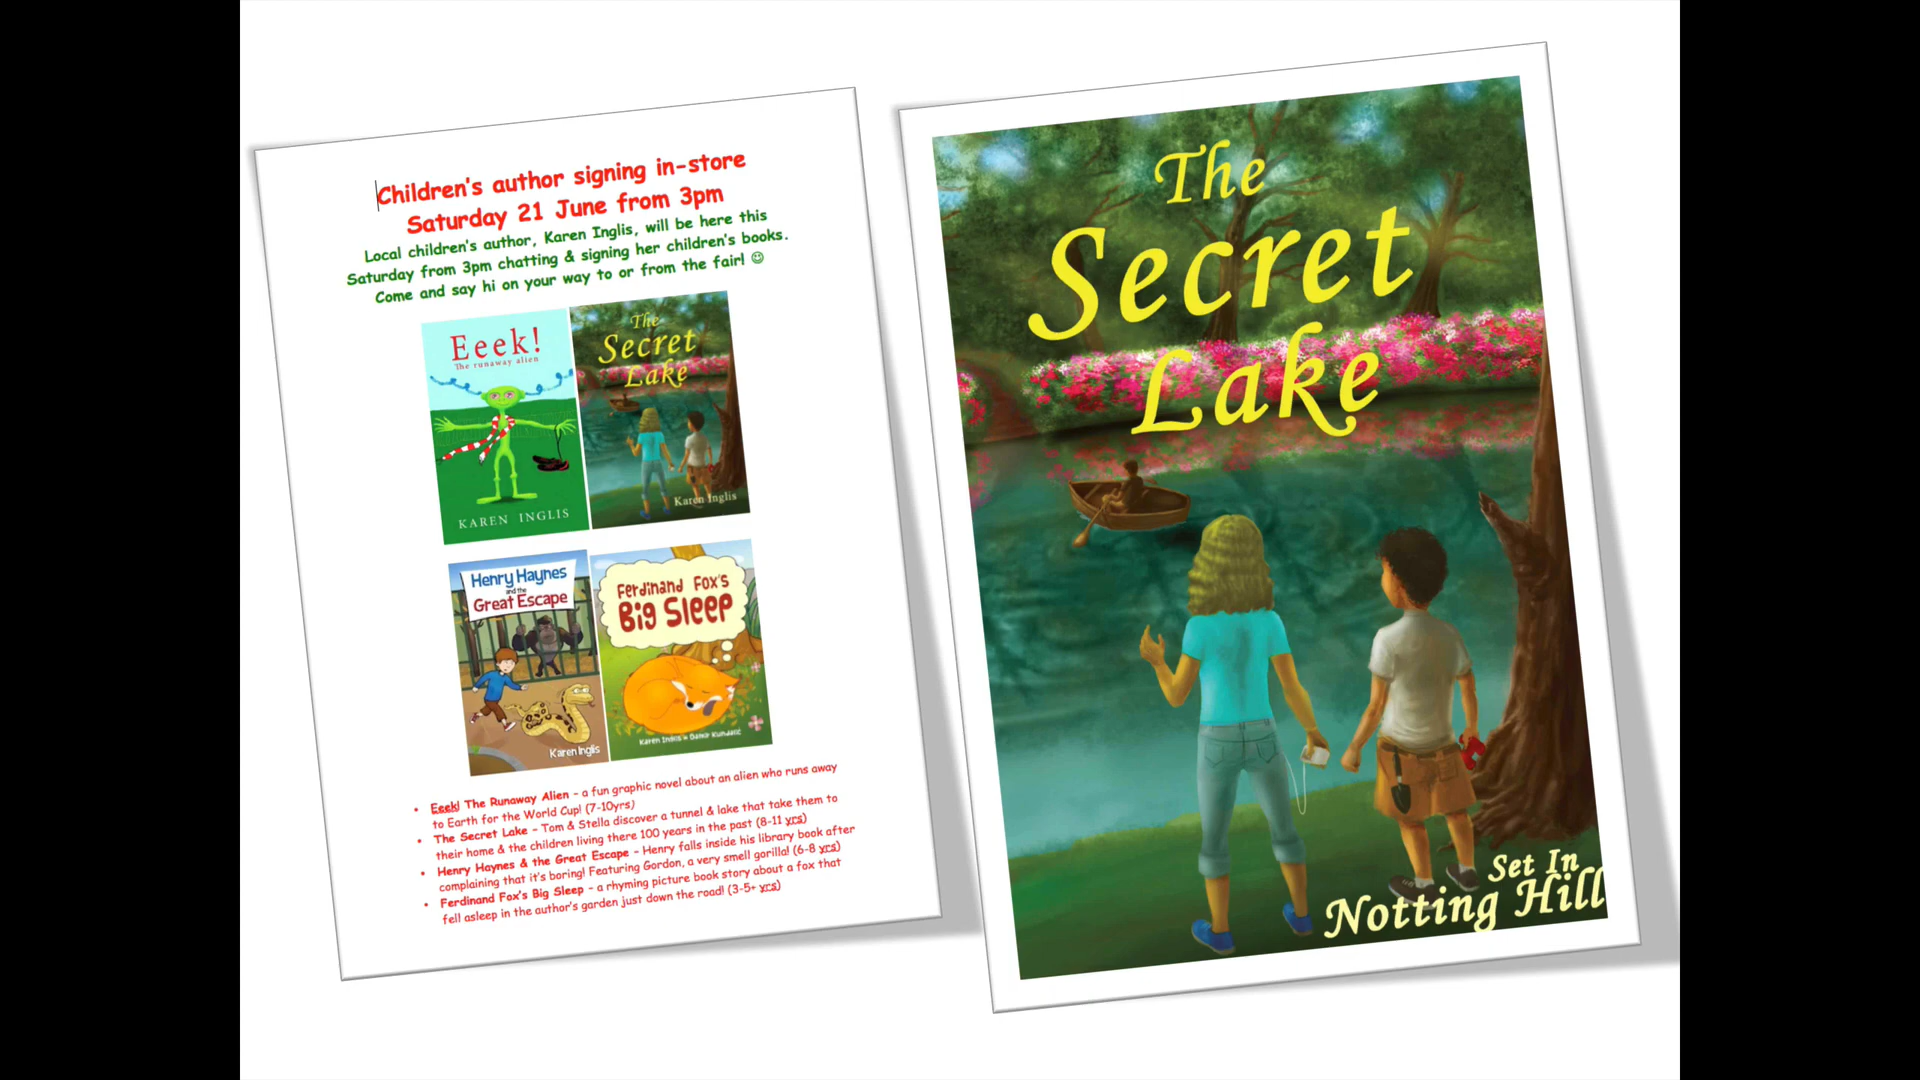 Children's author signing in-store
Saturday 21 June from 3pm
Local children's author, Karen Inglis, will be here this
Saturday from 3pm chatting & signing her children's books.
Come and say hi on your way to or from the fair! ☺
Eeek!
The runaway alien
KAREN INGLIS
The
Secret
Lake
Karen Inglis
Henry Haynes
and the
Great Escape
Karen Inglis
Ferdinand Fox's
Big Sleep
Karen Inglis & Damir Kundalić
• Eeek! The Runaway Alien – a fun graphic novel about an alien who runs away
to Earth for the World Cup! (7-10yrs)
• The Secret Lake – Tom & Stella discover a tunnel & lake that take them to
their home & the children living there 100 years in the past (8-11 yrs)
• Henry Haynes & the Great Escape – Henry falls inside his library book after
complaining that it's boring! Featuring Gordon, a very smell gorilla! (6-8 yrs)
• Ferdinand Fox's Big Sleep – a rhyming picture book story about a fox that
fell asleep in the author's garden just down the road! (3-5+ yrs)
The
Secret
Lake
Set In
Notting Hill